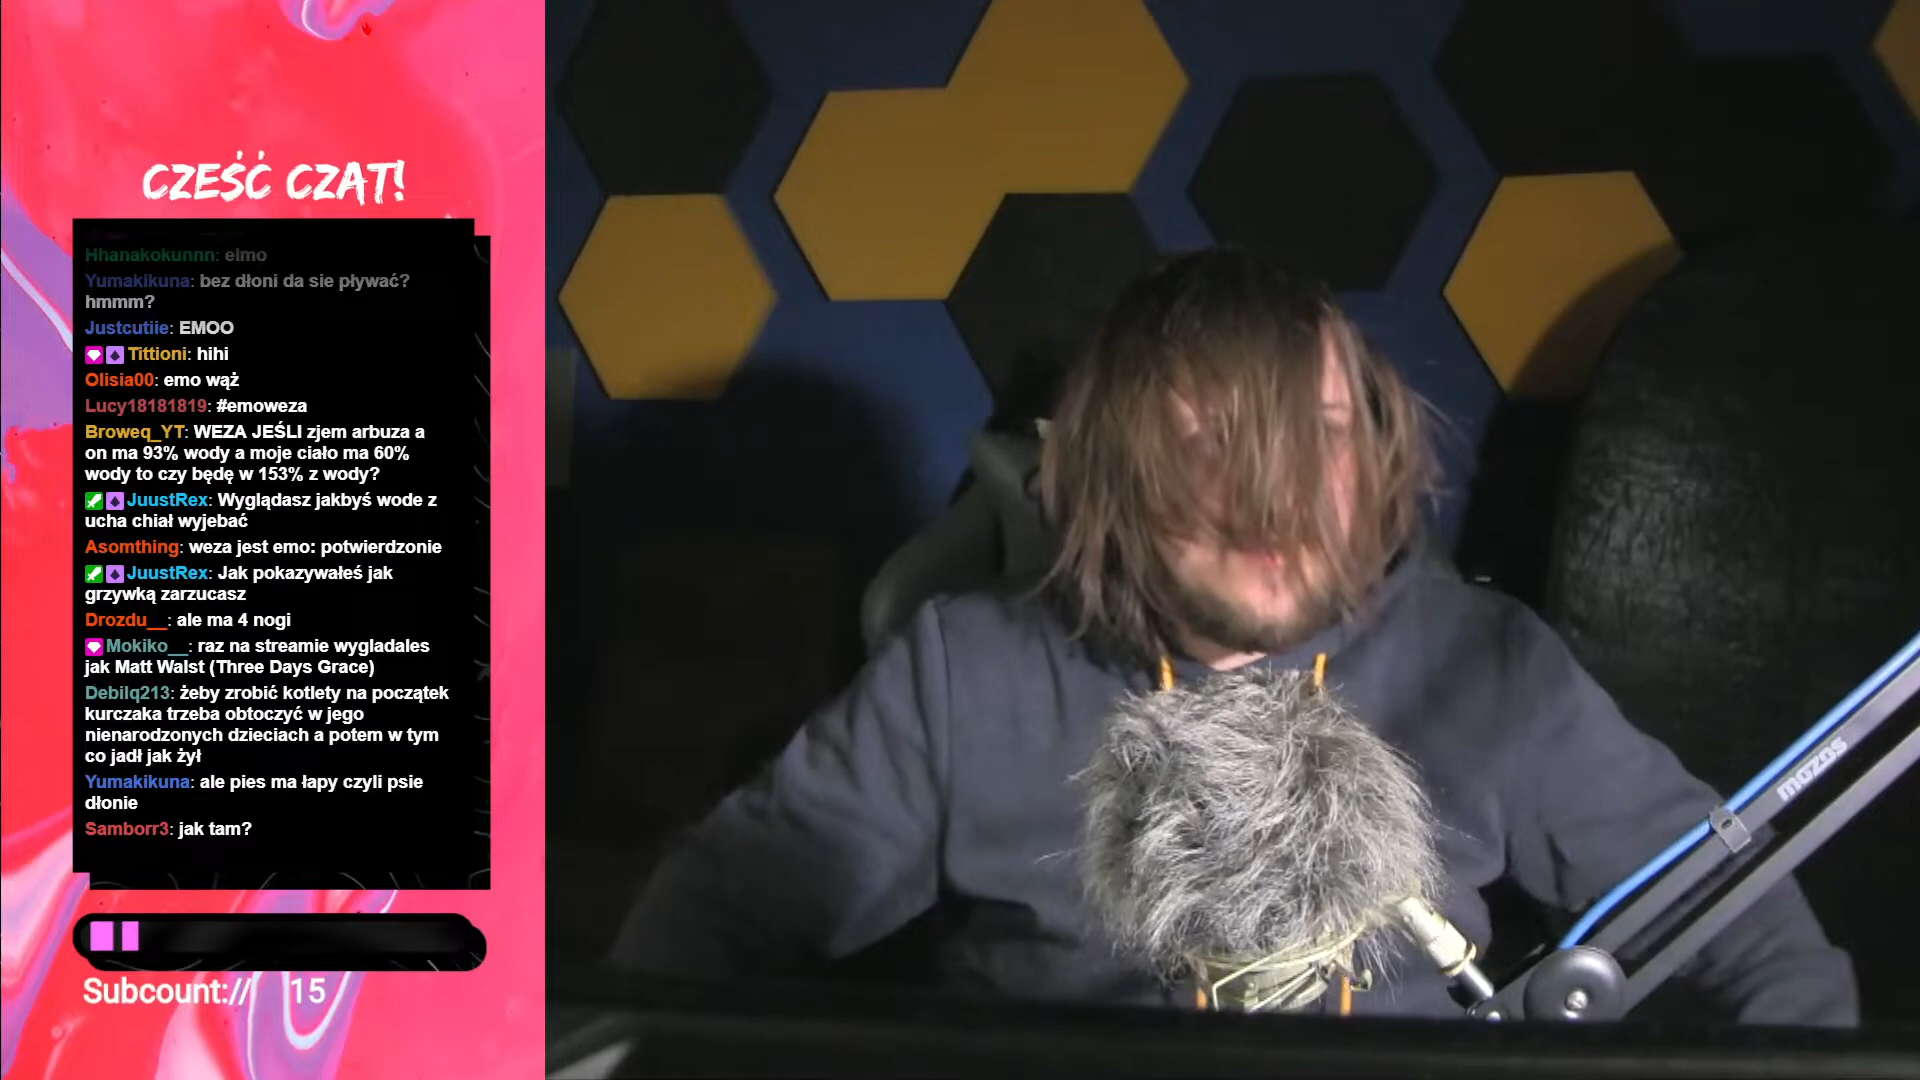 CZEŚĆ CZAT!
Hhanakokunnn: elmo
Yumakikuna: bez dłoni da sie pływać?
hmmm?
Justcutiie: EMOO
Tittioni: hihi
Olisia00: emo wąż
Lucy18181819: #emoweza
Broweq_YT: WEZA JEŚLI zjem arbuza a
on ma 93% wody a moje ciało ma 60%
wody to czy będę w 153% z wody?
JuustRex: Wyglądasz jakbyś wode z
ucha chiał wyjebać
Asomthing: weza jest emo: potwierdzonie
JuustRex: Jak pokazywałeś jak
grzywką zarzucasz
Drozdu__: ale ma 4 nogi
Mokiko__: raz na streamie wygladales
jak Matt Walst (Three Days Grace)
Debilq213: żeby zrobić kotlety na początek
kurczaka trzeba obtoczyć w jego
nienarodzonych dzieciach a potem w tym
co jadł jak żył
Yumakikuna: ale pies ma łapy czyli psie
dłonie
Samborr3: jak tam?
Subcount:// 15
mozos